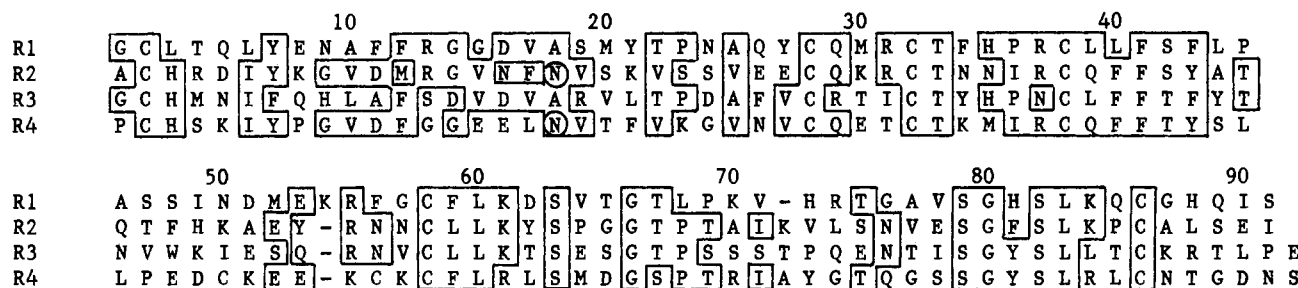 10 20 30 40
R1 G C L T Q L Y E N A F F R G G D V A S M Y T P N A Q Y C Q M R C T F H P R C L L F S F L P
R2 A C H R D I Y K G V D M R G V N F N V S K V S S V E E C Q K R C T N N I R C Q F F S Y A T
R3 G C H M N I F Q H L A F S D V D V A R V L T P D A F V C R T I C T Y H P N C L F F T F Y T
R4 P C H S K I Y P G V D F G G E E L N V T F V K G V N V C Q E T C T K M I R C Q F F T Y S L
50 60 70 80 90
R1 A S S I N D M E K R F G C F L K D S V T G T L P K V - H R T G A V S G H S L K Q C G H Q I S
R2 Q T F H K A E Y - R N N C L L K Y S P G G T P T A I K V L S N V E S G F S L K P C A L S E I
R3 N V W K I E S Q - R N V C L L K T S E S G T P S S S T P Q E N T I S G Y S L L T C K R T L P E
R4 L P E D C K E E - K C K C F L R L S M D G S P T R I A Y G T Q G S S G Y S L R L C N T G D N S